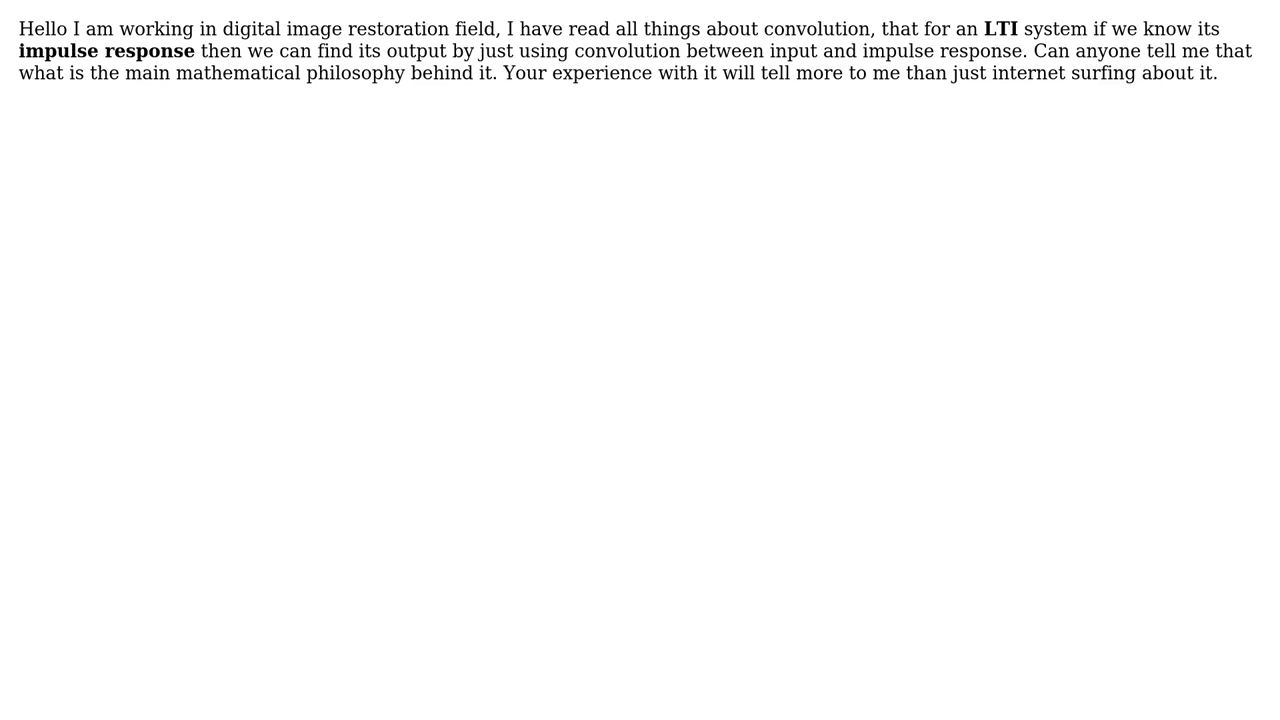 Hello I am working in digital image restoration field, I have read all things about convolution, that for an LTI system if we know its
impulse response then we can find its output by just using convolution between input and impulse response. Can anyone tell me that
what is the main mathematical philosophy behind it. Your experience with it will tell more to me than just internet surfing about it.